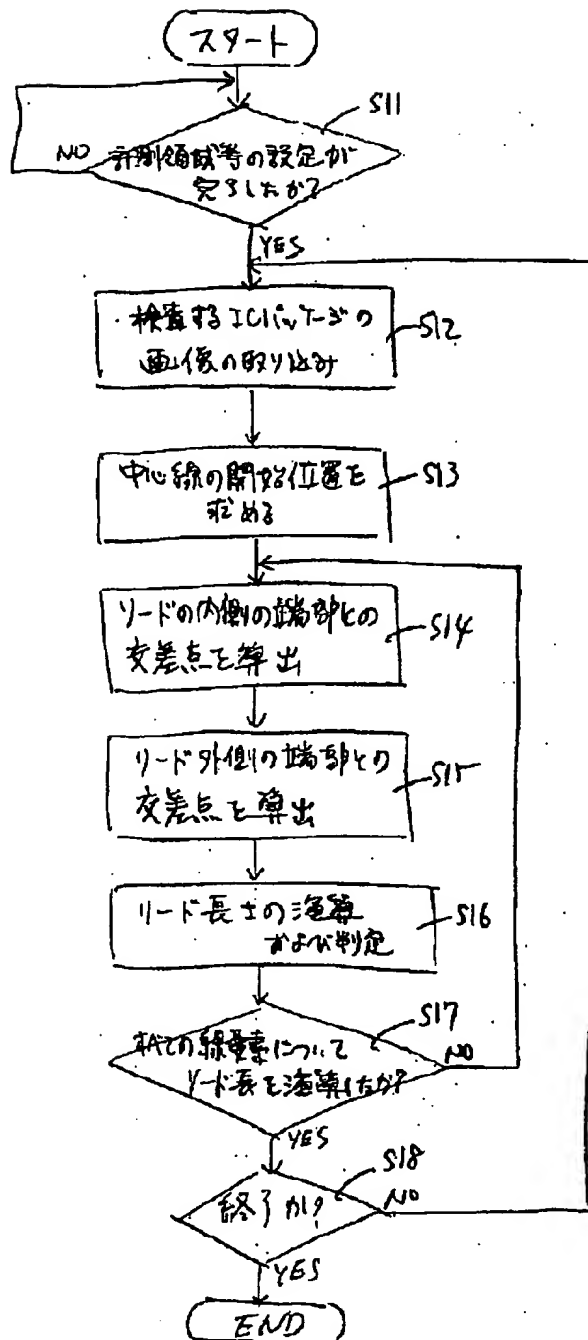 スタート
S11
NO
計測領域等の設定が
完了したか?
YES
検査するICパッケージの
画像の取り込み
S12
中心線の開始位置を
求める
S13
リードの内側の端部との
交差点を算出
S14
リード外側の端部との
交差点を算出
S15
リード長さの演算
および判定
S16
S17
線要素について
リード長を演算したか?
NO
YES
S18
終了か?
NO
YES
END